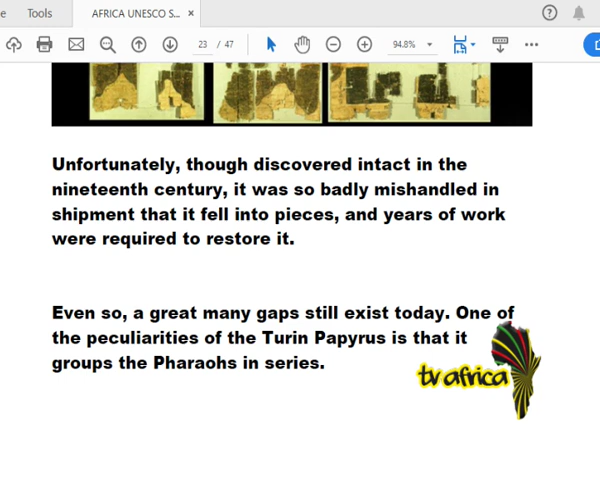 Tools
AFRICA UNESCO S... ×
23 / 47
94.8%
Unfortunately, though discovered intact in the
nineteenth century, it was so badly mishandled in
shipment that it fell into pieces, and years of work
were required to restore it.
Even so, a great many gaps still exist today. One of
the peculiarities of the Turin Papyrus is that it
groups the Pharaohs in series.
tv africa